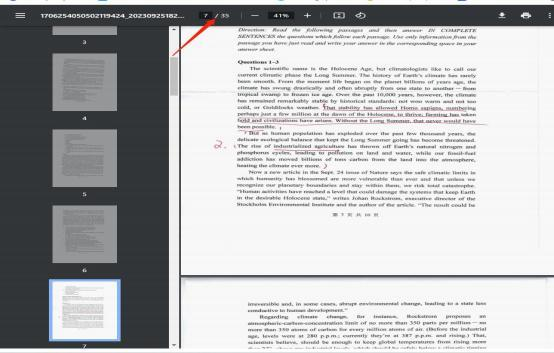 17062540505021​19424_20230925182...
7 / 35
41%
3
4
5
6
7
Direction: Read the following passages and then answer IN COMPLETE
SENTENCES the questions which follow each passage. Use only information from the
passage you have just read and write your answer in the corresponding space in your
answer sheet.
Questions 1–3
The scientific name is the Holocene Age, but climatologists like to call our
current climatic phase the Long Summer. The history of Earth's climate has rarely
been smooth. From the moment life began on the planet billions of years ago, the
climate has swung drastically and often abruptly from one state to another — from
tropical swamp to frozen ice age. Over the past 10,000 years, however, the climate
has remained remarkably stable by historical standards: not too warm and not too
cold, or Goldilocks weather. That stability has allowed Homo sapiens, numbering
perhaps just a few million at the dawn of the Holocene, to thrive; farming has taken
hold and civilizations have arisen. Without the Long Summer, that never would have
been possible.
But as human population has exploded over the past few thousand years, the
delicate ecological balance that kept the Long Summer going has become threatened.
2. The rise of industrialized agriculture has thrown off Earth's natural nitrogen and
phosphorus cycles, leading to pollution on land and water, while our fossil-fuel
addiction has moved billions of tons of carbon from the land into the atmosphere,
heating the climate ever more.
Now a new article in the Sept. 24 issue of Nature says the safe climatic limits in
which humanity has blossomed are more vulnerable than ever and that unless we
recognize our planetary boundaries and stay within them, we risk total catastrophe.
"Human activities have reached a level that could damage the systems that keep Earth
in the desirable Holocene state," writes Johan Rockstrom, executive director of the
Stockholm Environmental Institute and the author of the article. "The result could be
第 7 页 共 10 页
irreversible and, in some cases, abrupt environmental change, leading to a state less
conducive to human development."
Regarding climate change, for instance, Rockstrom proposes an
atmospheric-carbon-concentration limit of no more than 350 parts per million — no
more than 350 atoms of carbon for every million atoms of air. (Before the industrial
age, levels were at 280 p.p.m.; currently they're at 387 p.p.m. and rising.) That,
scientists believe, should be enough to keep global temperatures from rising more